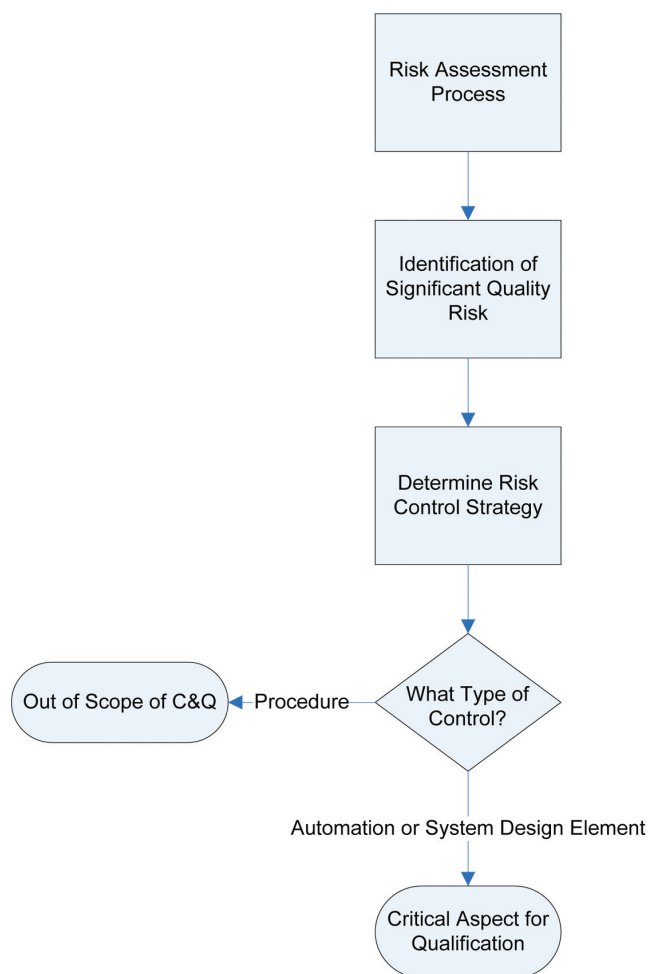 Risk Assessment
Process
Identification of
Significant Quality
Risk
Determine Risk
Control Strategy
What Type of
Control?
Procedure
Out of Scope of C&Q
Automation or System Design Element
Critical Aspect for
Qualification